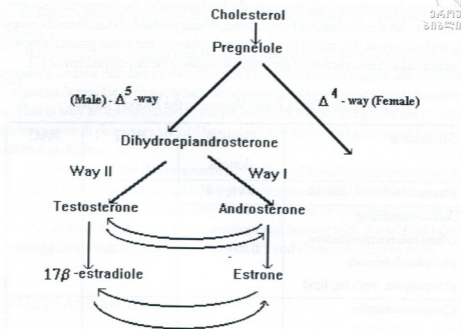 Cholesterol
Pregnelole
(Male) - Δ⁵ -way
Δ⁴ - way (Female)
Dihydroepiandrosterone
Way II
Way I
Testosterone
Androsterone
17β -estradiole
Estrone